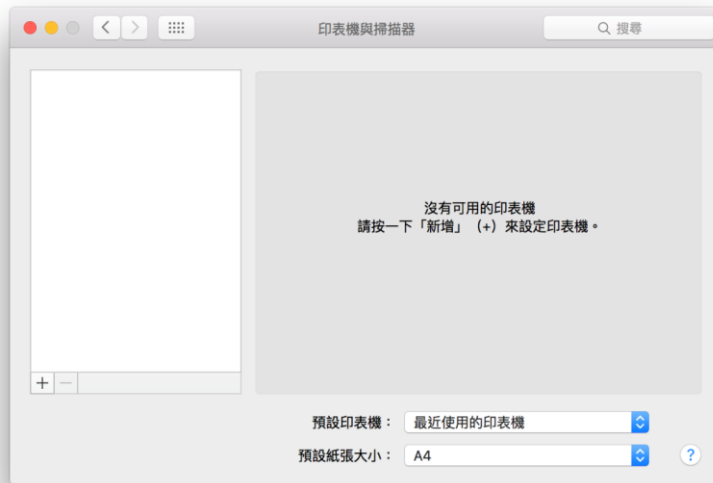 印表機與掃描器
搜尋
沒有可用的印表機
請按一下「新增」（+）來設定印表機。
預設印表機： 最近使用的印表機
預設紙張大小： A4
?